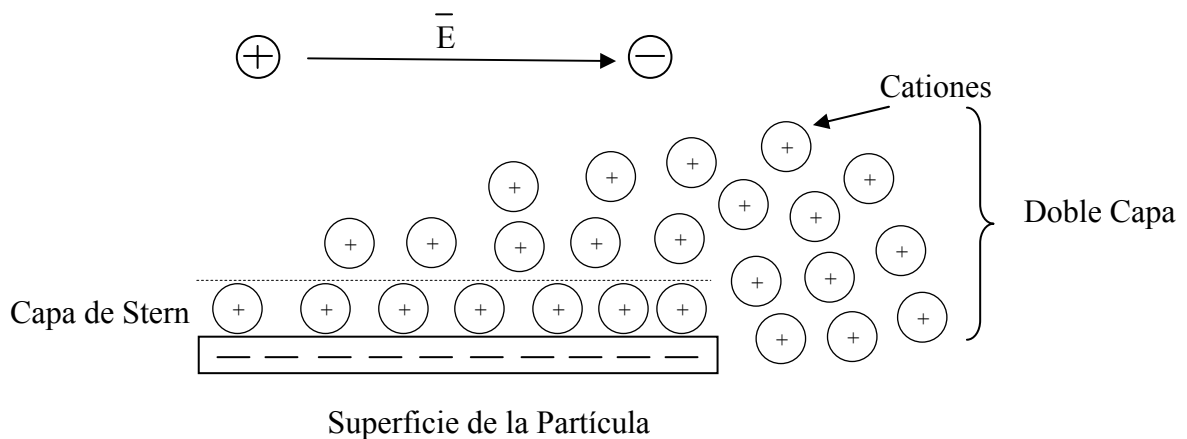 E
+ −
Cationes
+ + + + + + + + + + + + + + + + + +
Doble Capa
Capa de Stern
+ + + + + + + + +
− − − − − − − − − −
Superficie de la Partícula